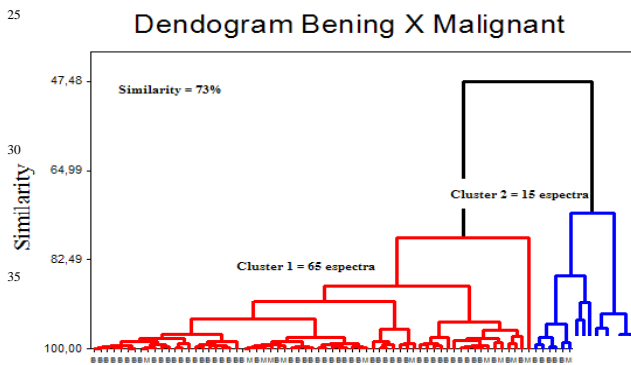 25
Dendogram Bening X Malignant
47,48
Similarity = 73%
30
64,99
Similarity
Cluster 2 = 15 espectra
82,49
Cluster 1 = 65 espectra
35
100,00